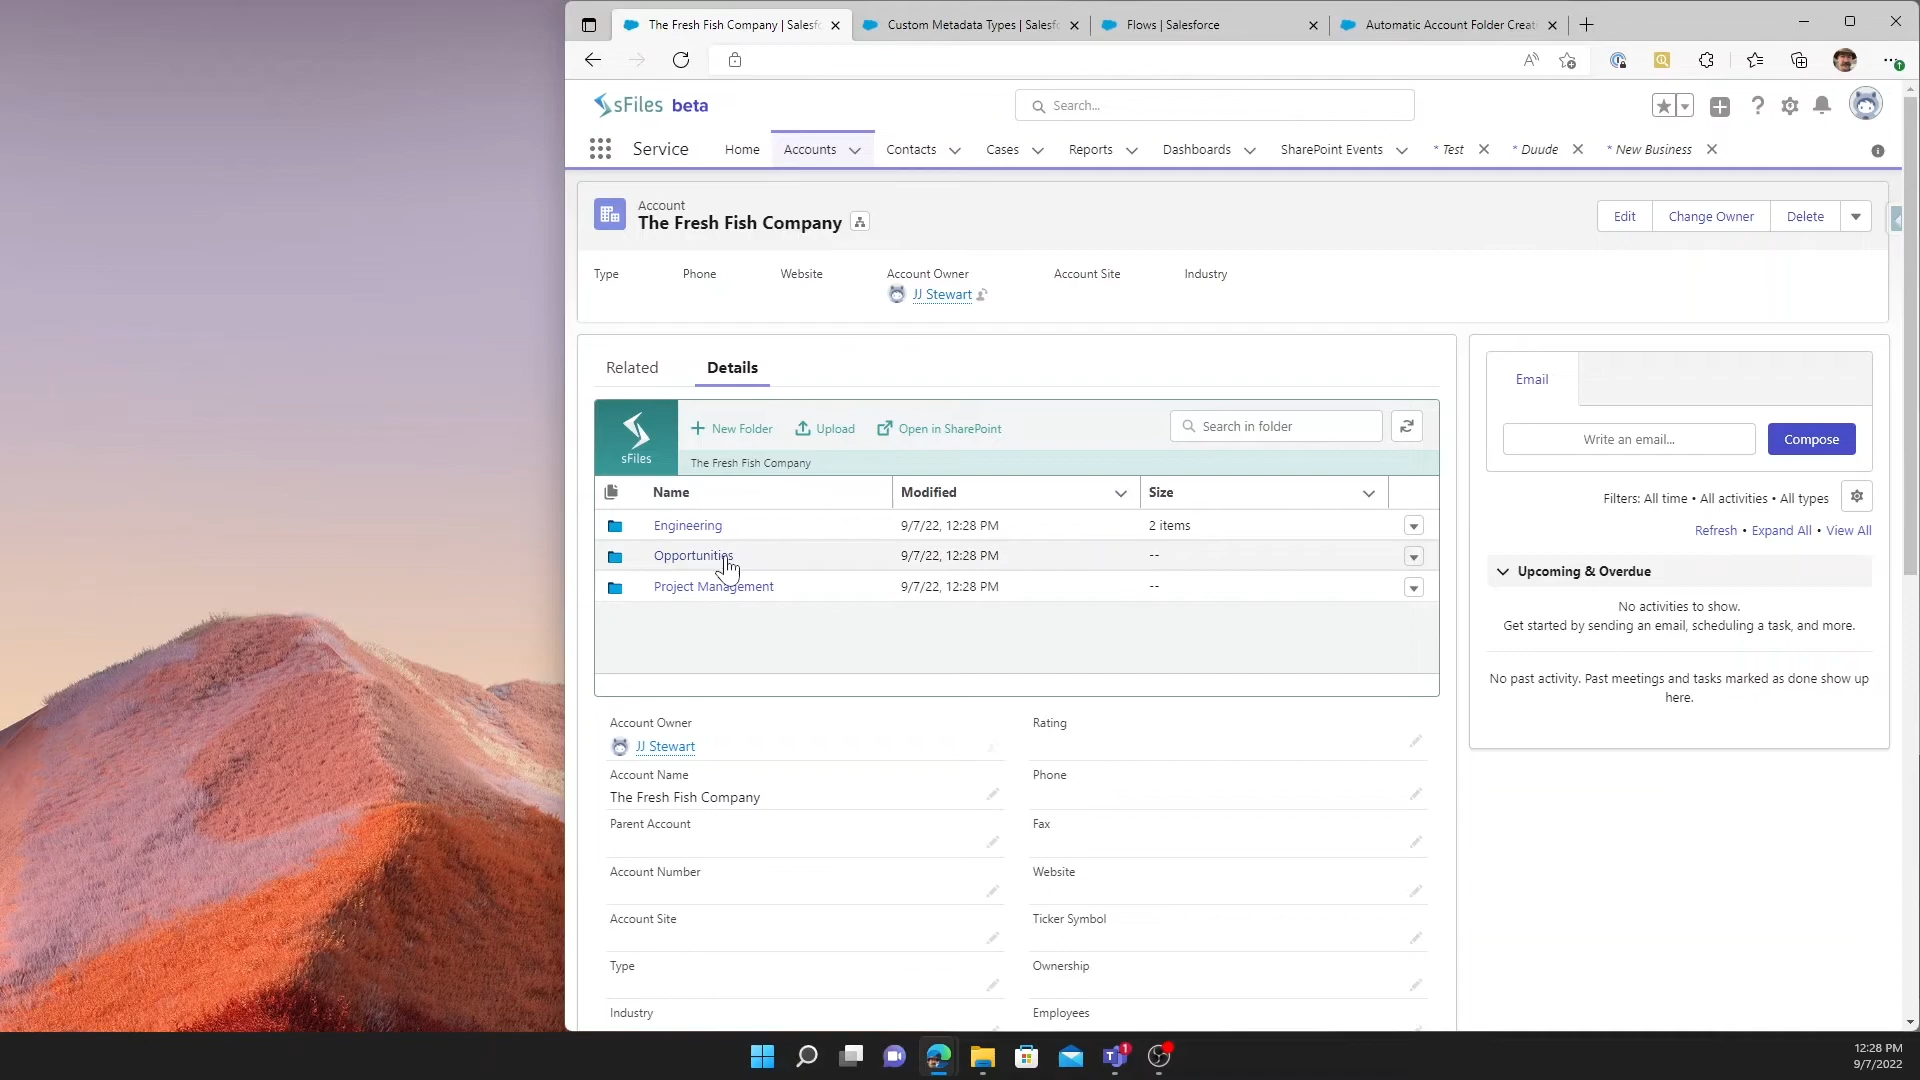 The Fresh Fish Company | Salesfo
Custom Metadata Types | Salesfo
Flows | Salesforce
Automatic Account Folder Creat
sFiles beta
Search...
Service
Home
Accounts
Contacts
Cases
Reports
Dashboards
SharePoint Events
* Test
* Duude
* New Business
Account
The Fresh Fish Company
Edit
Change Owner
Delete
Type
Phone
Website
Account Owner
Account Site
Industry
JJ Stewart
Related
Details
Email
sFiles
New Folder
Upload
Open in SharePoint
Search in folder
The Fresh Fish Company
Write an email...
Compose
Name
Modified
Size
Filters: All time • All activities • All types
Engineering
9/7/22, 12:28 PM
2 items
Refresh • Expand All • View All
Opportunities
9/7/22, 12:28 PM
--
Project Management
9/7/22, 12:28 PM
--
Upcoming & Overdue
No activities to show.
Get started by sending an email, scheduling a task, and more.
No past activity. Past meetings and tasks marked as done show up
here.
Account Owner
JJ Stewart
Rating
Account Name
The Fresh Fish Company
Phone
Parent Account
Fax
Account Number
Website
Account Site
Ticker Symbol
Type
Ownership
Industry
Employees
1
12:28 PM
9/7/2022